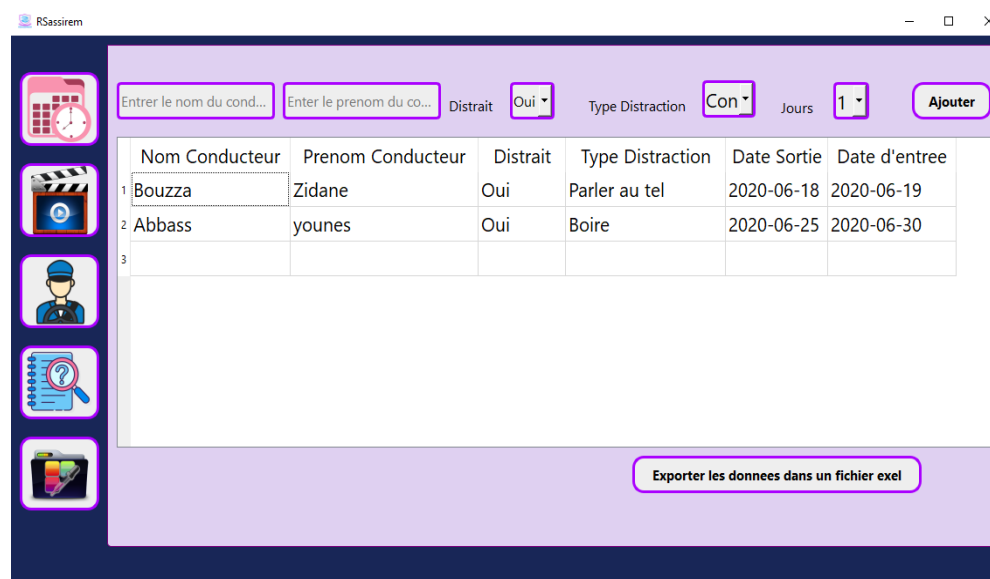 RSassirem
Entrer le nom du cond... Enter le prenom du co... Distrait Oui Type Distraction Con Jours 1 Ajouter
Nom Conducteur Prenom Conducteur Distrait Type Distraction Date Sortie Date d'entree
1 Bouzza Zidane Oui Parler au tel 2020-06-18 2020-06-19
2 Abbass younes Oui Boire 2020-06-25 2020-06-30
3
?
Exporter les donnees dans un fichier exel